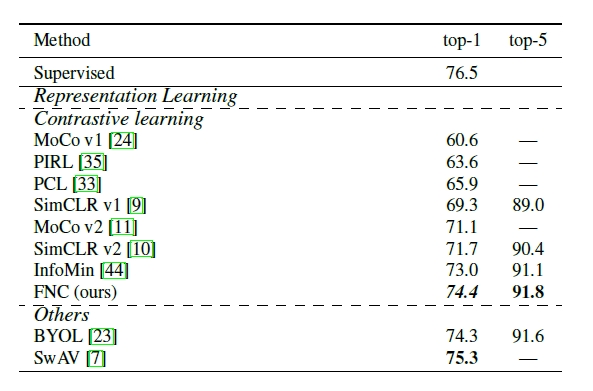 Method top-1 top-5
Supervised 76.5
Representation Learning
Contrastive learning
MoCo v1 [24] 60.6 —
PIRL [35] 63.6 —
PCL [33] 65.9 —
SimCLR v1 [9] 69.3 89.0
MoCo v2 [11] 71.1 —
SimCLR v2 [10] 71.7 90.4
InfoMin [44] 73.0 91.1
FNC (ours) 74.4 91.8
Others
BYOL [23] 74.3 91.6
SwAV [7] 75.3 —